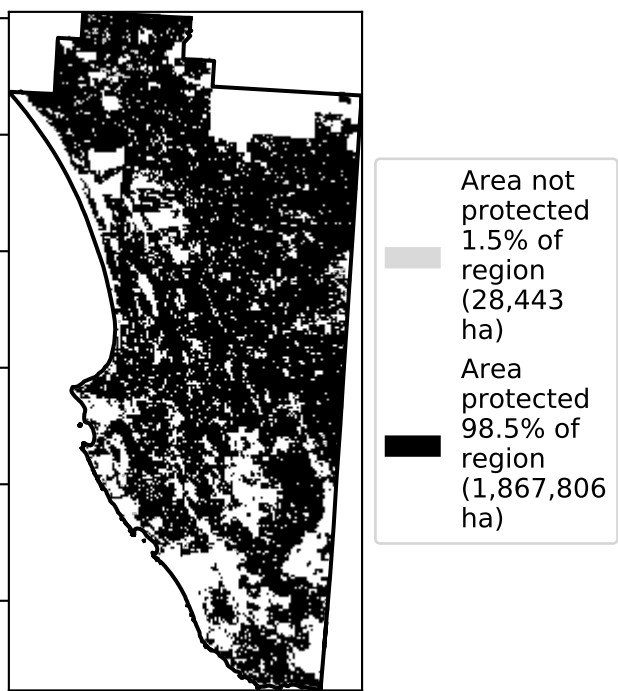 Area not
protected
1.5% of
region
(28,443
ha)
Area
protected
98.5% of
region
(1,867,806
ha)